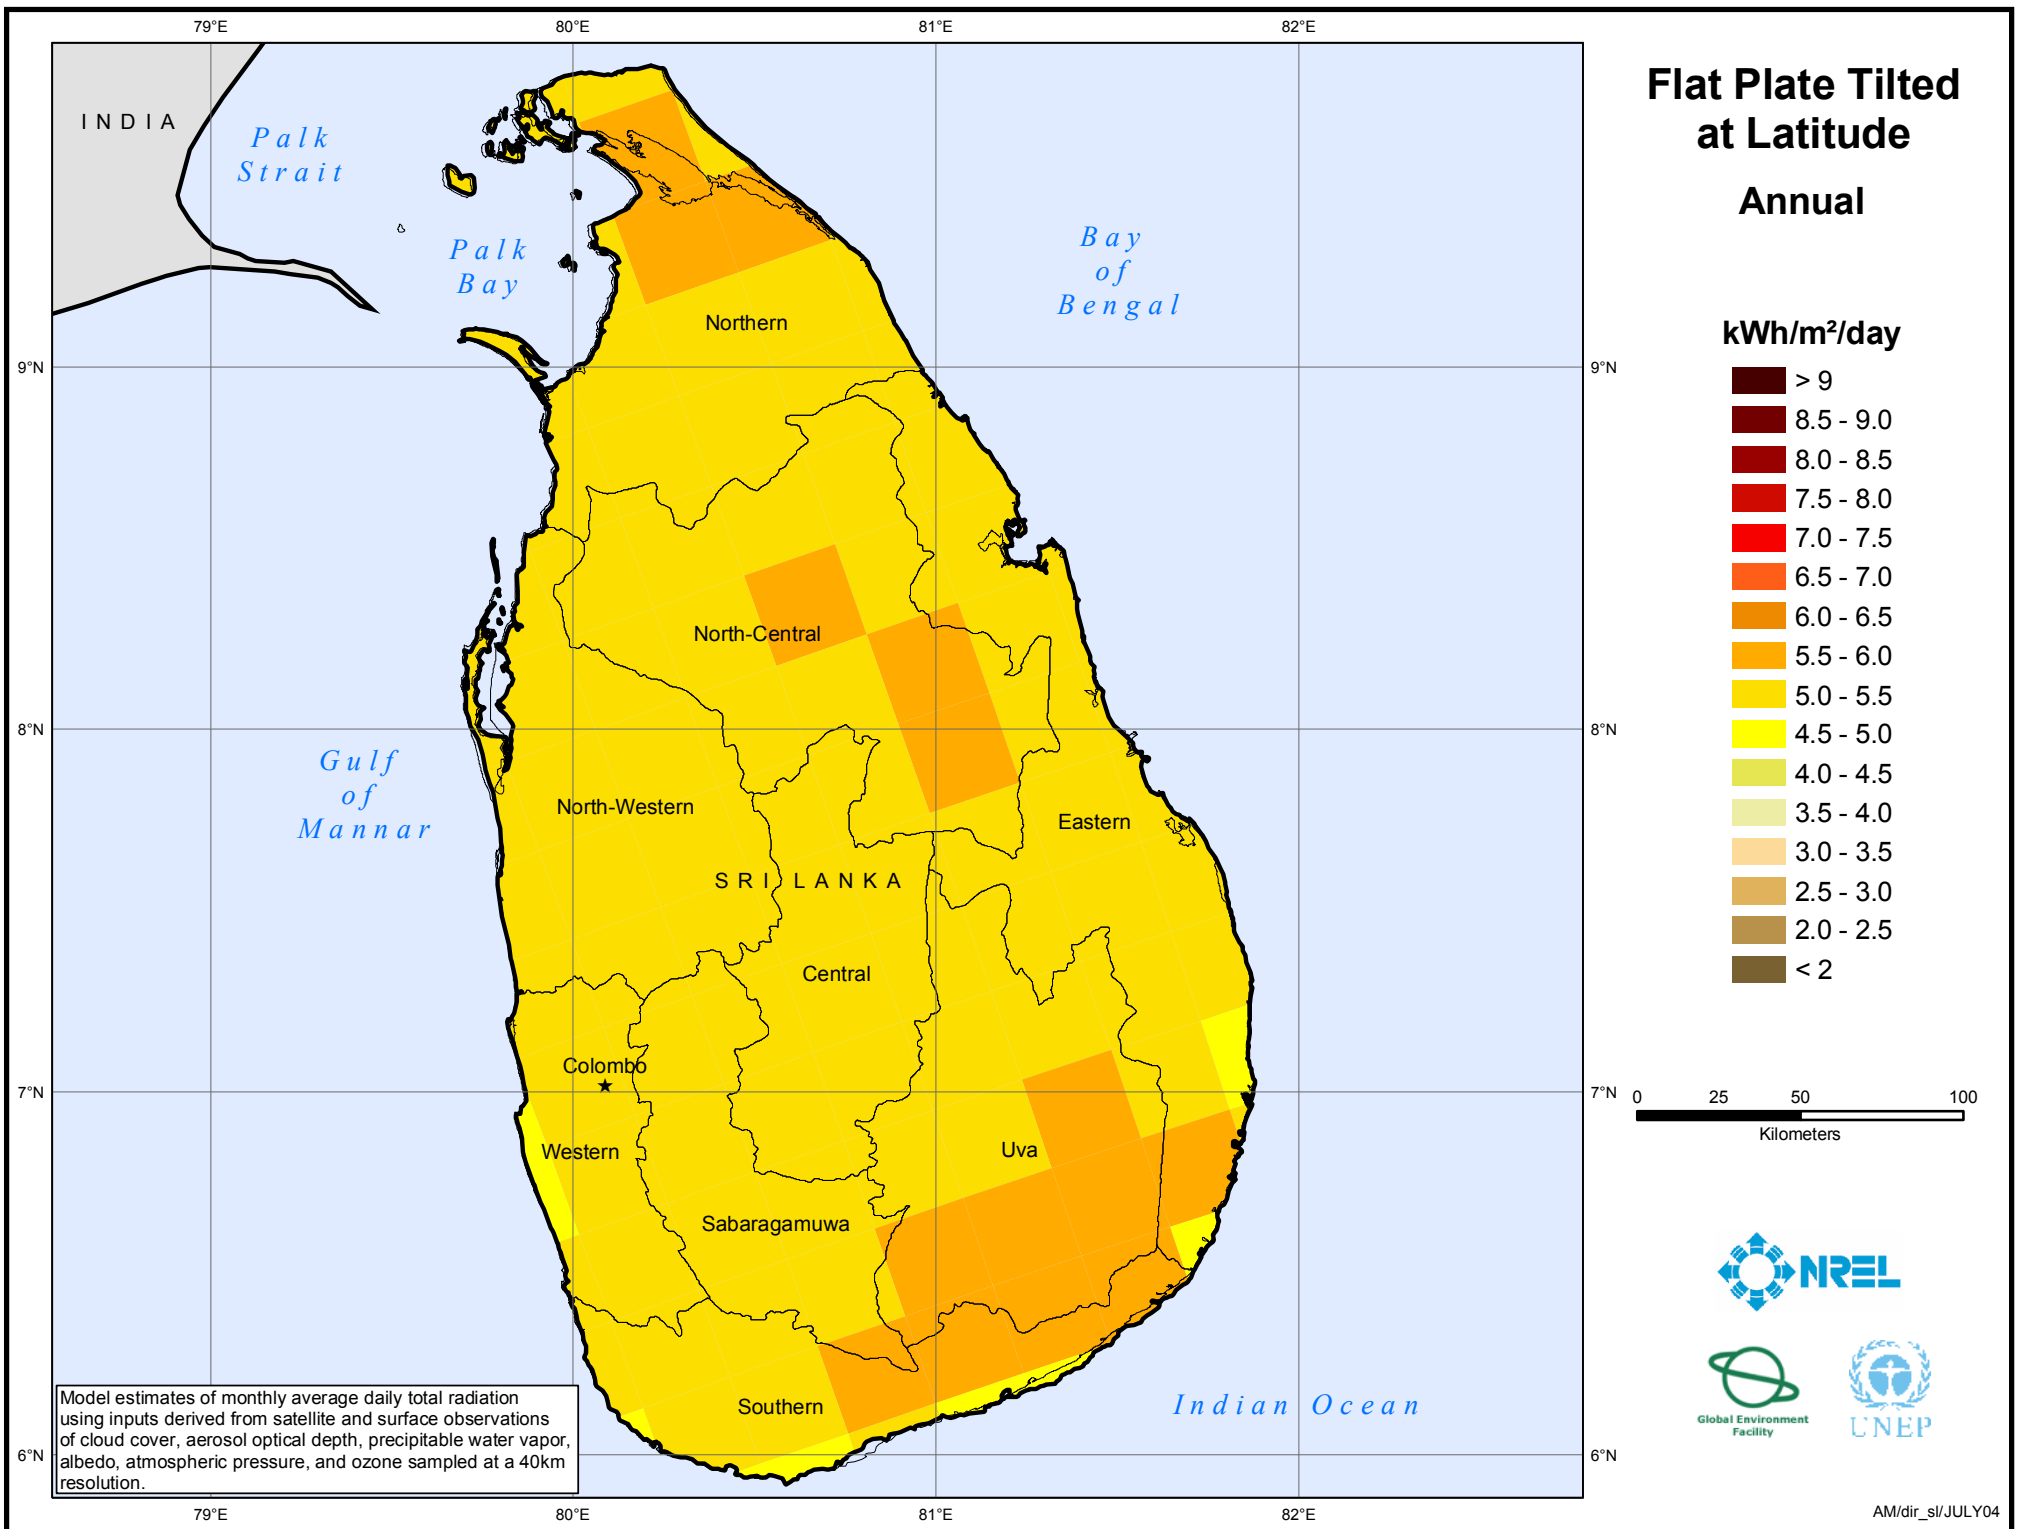 79°E
80°E
81°E
82°E
Flat Plate Tilted
at Latitude
Annual
INDIA
Palk
Strait
Palk
Bay
Bay
of
Bengal
Northern
9°N
9°N
kWh/m²/day
> 9
8.5 - 9.0
8.0 - 8.5
7.5 - 8.0
7.0 - 7.5
6.5 - 7.0
6.0 - 6.5
5.5 - 6.0
5.0 - 5.5
4.5 - 5.0
4.0 - 4.5
3.5 - 4.0
3.0 - 3.5
2.5 - 3.0
2.0 - 2.5
< 2
North-Central
8°N
8°N
Gulf
of
Mannar
North-Western
Eastern
SRI LANKA
Central
Colombo
7°N
7°N
0 25 50 100
Kilometers
Western
Uva
Sabaragamuwa
Southern
Indian Ocean
NREL
Global Environment
Facility
UNEP
Model estimates of monthly average daily total radiation
using inputs derived from satellite and surface observations
of cloud cover, aerosol optical depth, precipitable water vapor,
albedo, atmospheric pressure, and ozone sampled at a 40km
resolution.
6°N
6°N
79°E
80°E
81°E
82°E
AM/dir_sl/JULY04